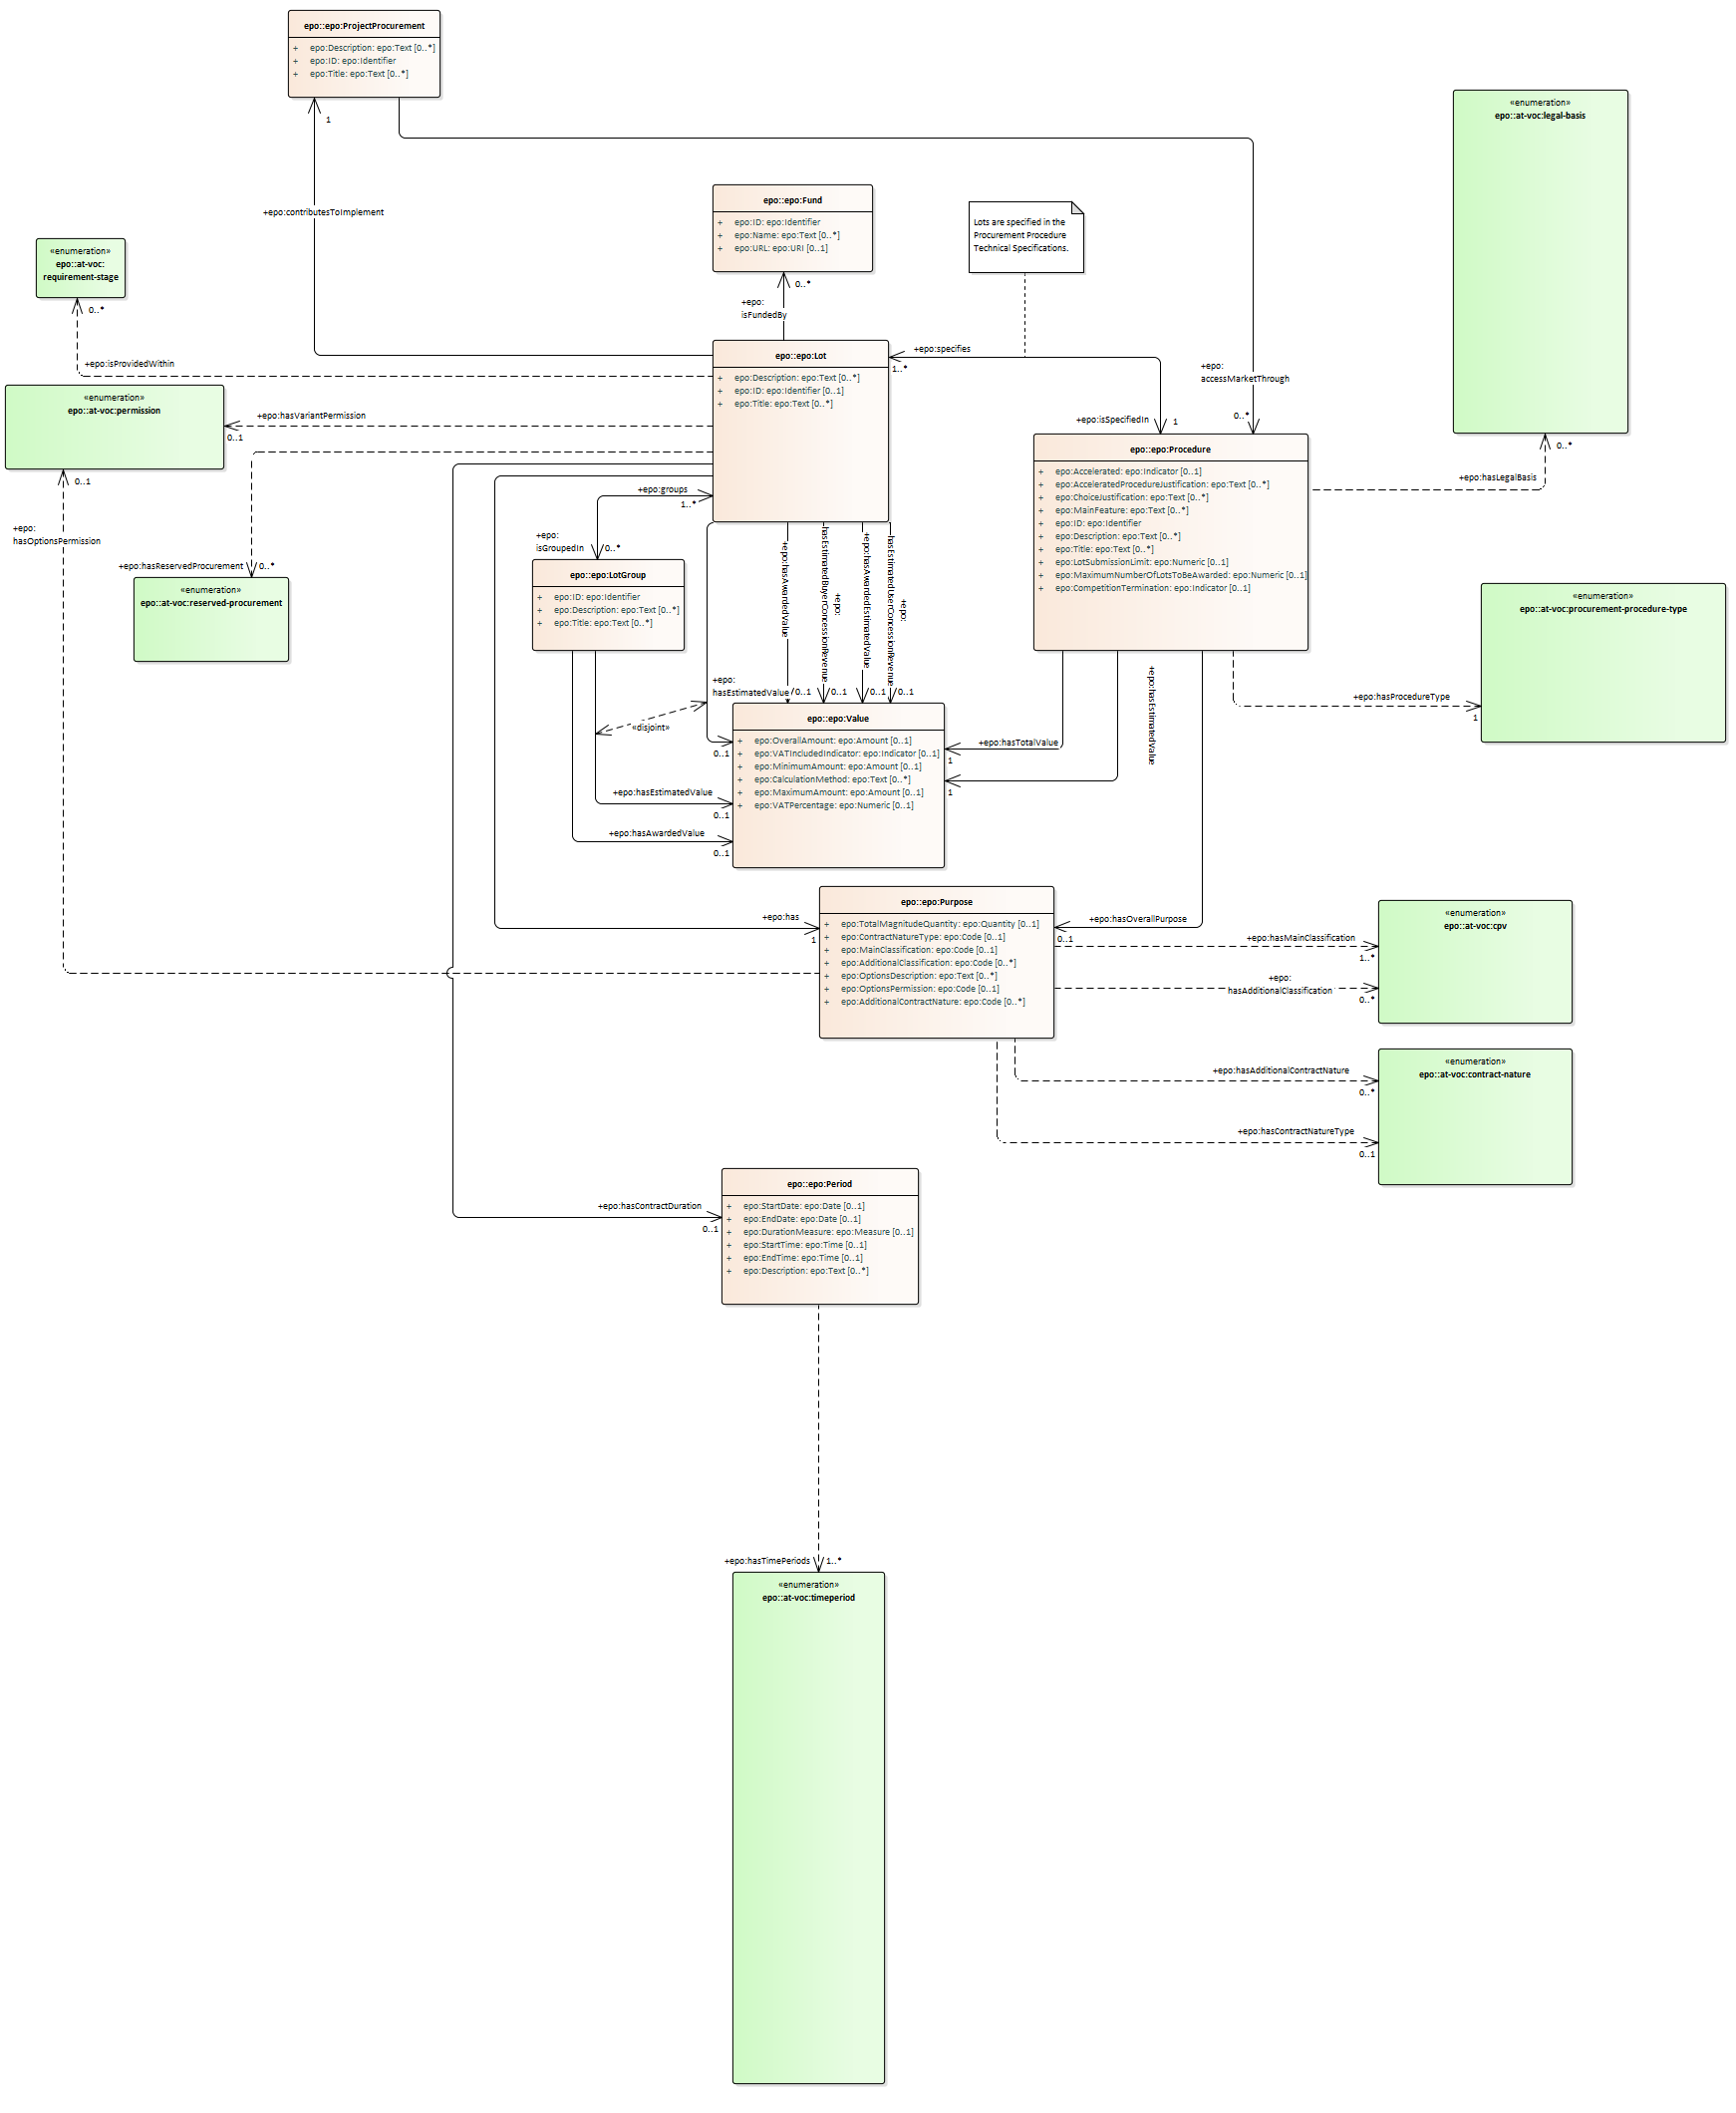 epo::epo:ProjectProcurement
+ epo:Description: epo:Text [0..*]
+ epo:ID: epo:Identifier
+ epo:Title: epo:Text [0..*]
1
«enumeration»
epo::at-voc:legal-basis
+epo:contributesToImplement
epo::epo:Fund
+ epo:ID: epo:Identifier
+ epo:Name: epo:Text [0..*]
+ epo:URL: epo:URI [0..1]
Lots are specified in the
Procurement Procedure
Technical Specifications.
«enumeration»
epo::at-voc:
requirement-stage
0..*
0..*
+epo:
isFundedBy
+epo:isProvidedWithin
epo::epo:Lot
+ epo:Description: epo:Text [0..*]
+ epo:ID: epo:Identifier [0..1]
+ epo:Title: epo:Text [0..*]
+epo:specifies
1..*
+epo:
accessMarketThrough
0..*
+epo:isSpecifiedIn
1
«enumeration»
epo::at-voc:permission
+epo:hasVariantPermission
0..1
0..1
+epo:
hasOptionsPermission
epo::epo:Procedure
+ epo:Accelerated: epo:Indicator [0..1]
+ epo:AcceleratedProcedureJustification: epo:Text [0..*]
+ epo:ChoiceJustification: epo:Text [0..*]
+ epo:MainFeature: epo:Text [0..*]
+ epo:ID: epo:Identifier
+ epo:Description: epo:Text [0..*]
+ epo:Title: epo:Text [0..*]
+ epo:LotSubmissionLimit: epo:Numeric [0..1]
+ epo:MaximumNumberOfLotsToBeAwarded: epo:Numeric [0..1]
+ epo:CompetitionTermination: epo:Indicator [0..1]
0..*
+epo:hasLegalBasis
+epo:groups
1..*
+epo:
isGroupedIn
0..*
+epo:hasReservedProcurement
0..*
«enumeration»
epo::at-voc:reserved-procurement
epo::epo:LotGroup
+ epo:ID: epo:Identifier
+ epo:Description: epo:Text [0..*]
+ epo:Title: epo:Text [0..*]
+epo:hasAwardedValue
+epo:
hasEstimatedBuyerConcessionRevenue
+epo:hasAwardedEstimatedValue
+epo:
hasEstimatedUserConcessionRevenue
«enumeration»
epo::at-voc:procurement-procedure-type
+epo:
hasEstimatedValue
0..1
0..1
0..1
0..1
+epo:hasEstimatedValue
+epo:hasProcedureType
1
«disjoint»
epo::epo:Value
+ epo:OverallAmount: epo:Amount [0..1]
+ epo:VATIncludedIndicator: epo:Indicator [0..1]
+ epo:MinimumAmount: epo:Amount [0..1]
+ epo:CalculationMethod: epo:Text [0..*]
+ epo:MaximumAmount: epo:Amount [0..1]
+ epo:VATPercentage: epo:Numeric [0..1]
0..1
+epo:hasTotalValue
1
1
+epo:hasEstimatedValue
0..1
+epo:hasAwardedValue
0..1
epo::epo:Purpose
+ epo:TotalMagnitudeQuantity: epo:Quantity [0..1]
+ epo:ContractNatureType: epo:Code [0..1]
+ epo:MainClassification: epo:Code [0..1]
+ epo:AdditionalClassification: epo:Code [0..*]
+ epo:OptionsDescription: epo:Text [0..*]
+ epo:OptionsPermission: epo:Code [0..1]
+ epo:AdditionalContractNature: epo:Code [0..*]
+epo:has
1
+epo:hasOverallPurpose
0..1
+epo:hasMainClassification
1..*
+epo:
hasAdditionalClassification
0..*
«enumeration»
epo::at-voc:cpv
«enumeration»
epo::at-voc:contract-nature
+epo:hasAdditionalContractNature
0..*
+epo:hasContractNatureType
0..1
epo::epo:Period
+ epo:StartDate: epo:Date [0..1]
+ epo:EndDate: epo:Date [0..1]
+ epo:DurationMeasure: epo:Measure [0..1]
+ epo:StartTime: epo:Time [0..1]
+ epo:EndTime: epo:Time [0..1]
+ epo:Description: epo:Text [0..*]
+epo:hasContractDuration
0..1
+epo:hasTimePeriods
1..*
«enumeration»
epo::at-voc:timeperiod